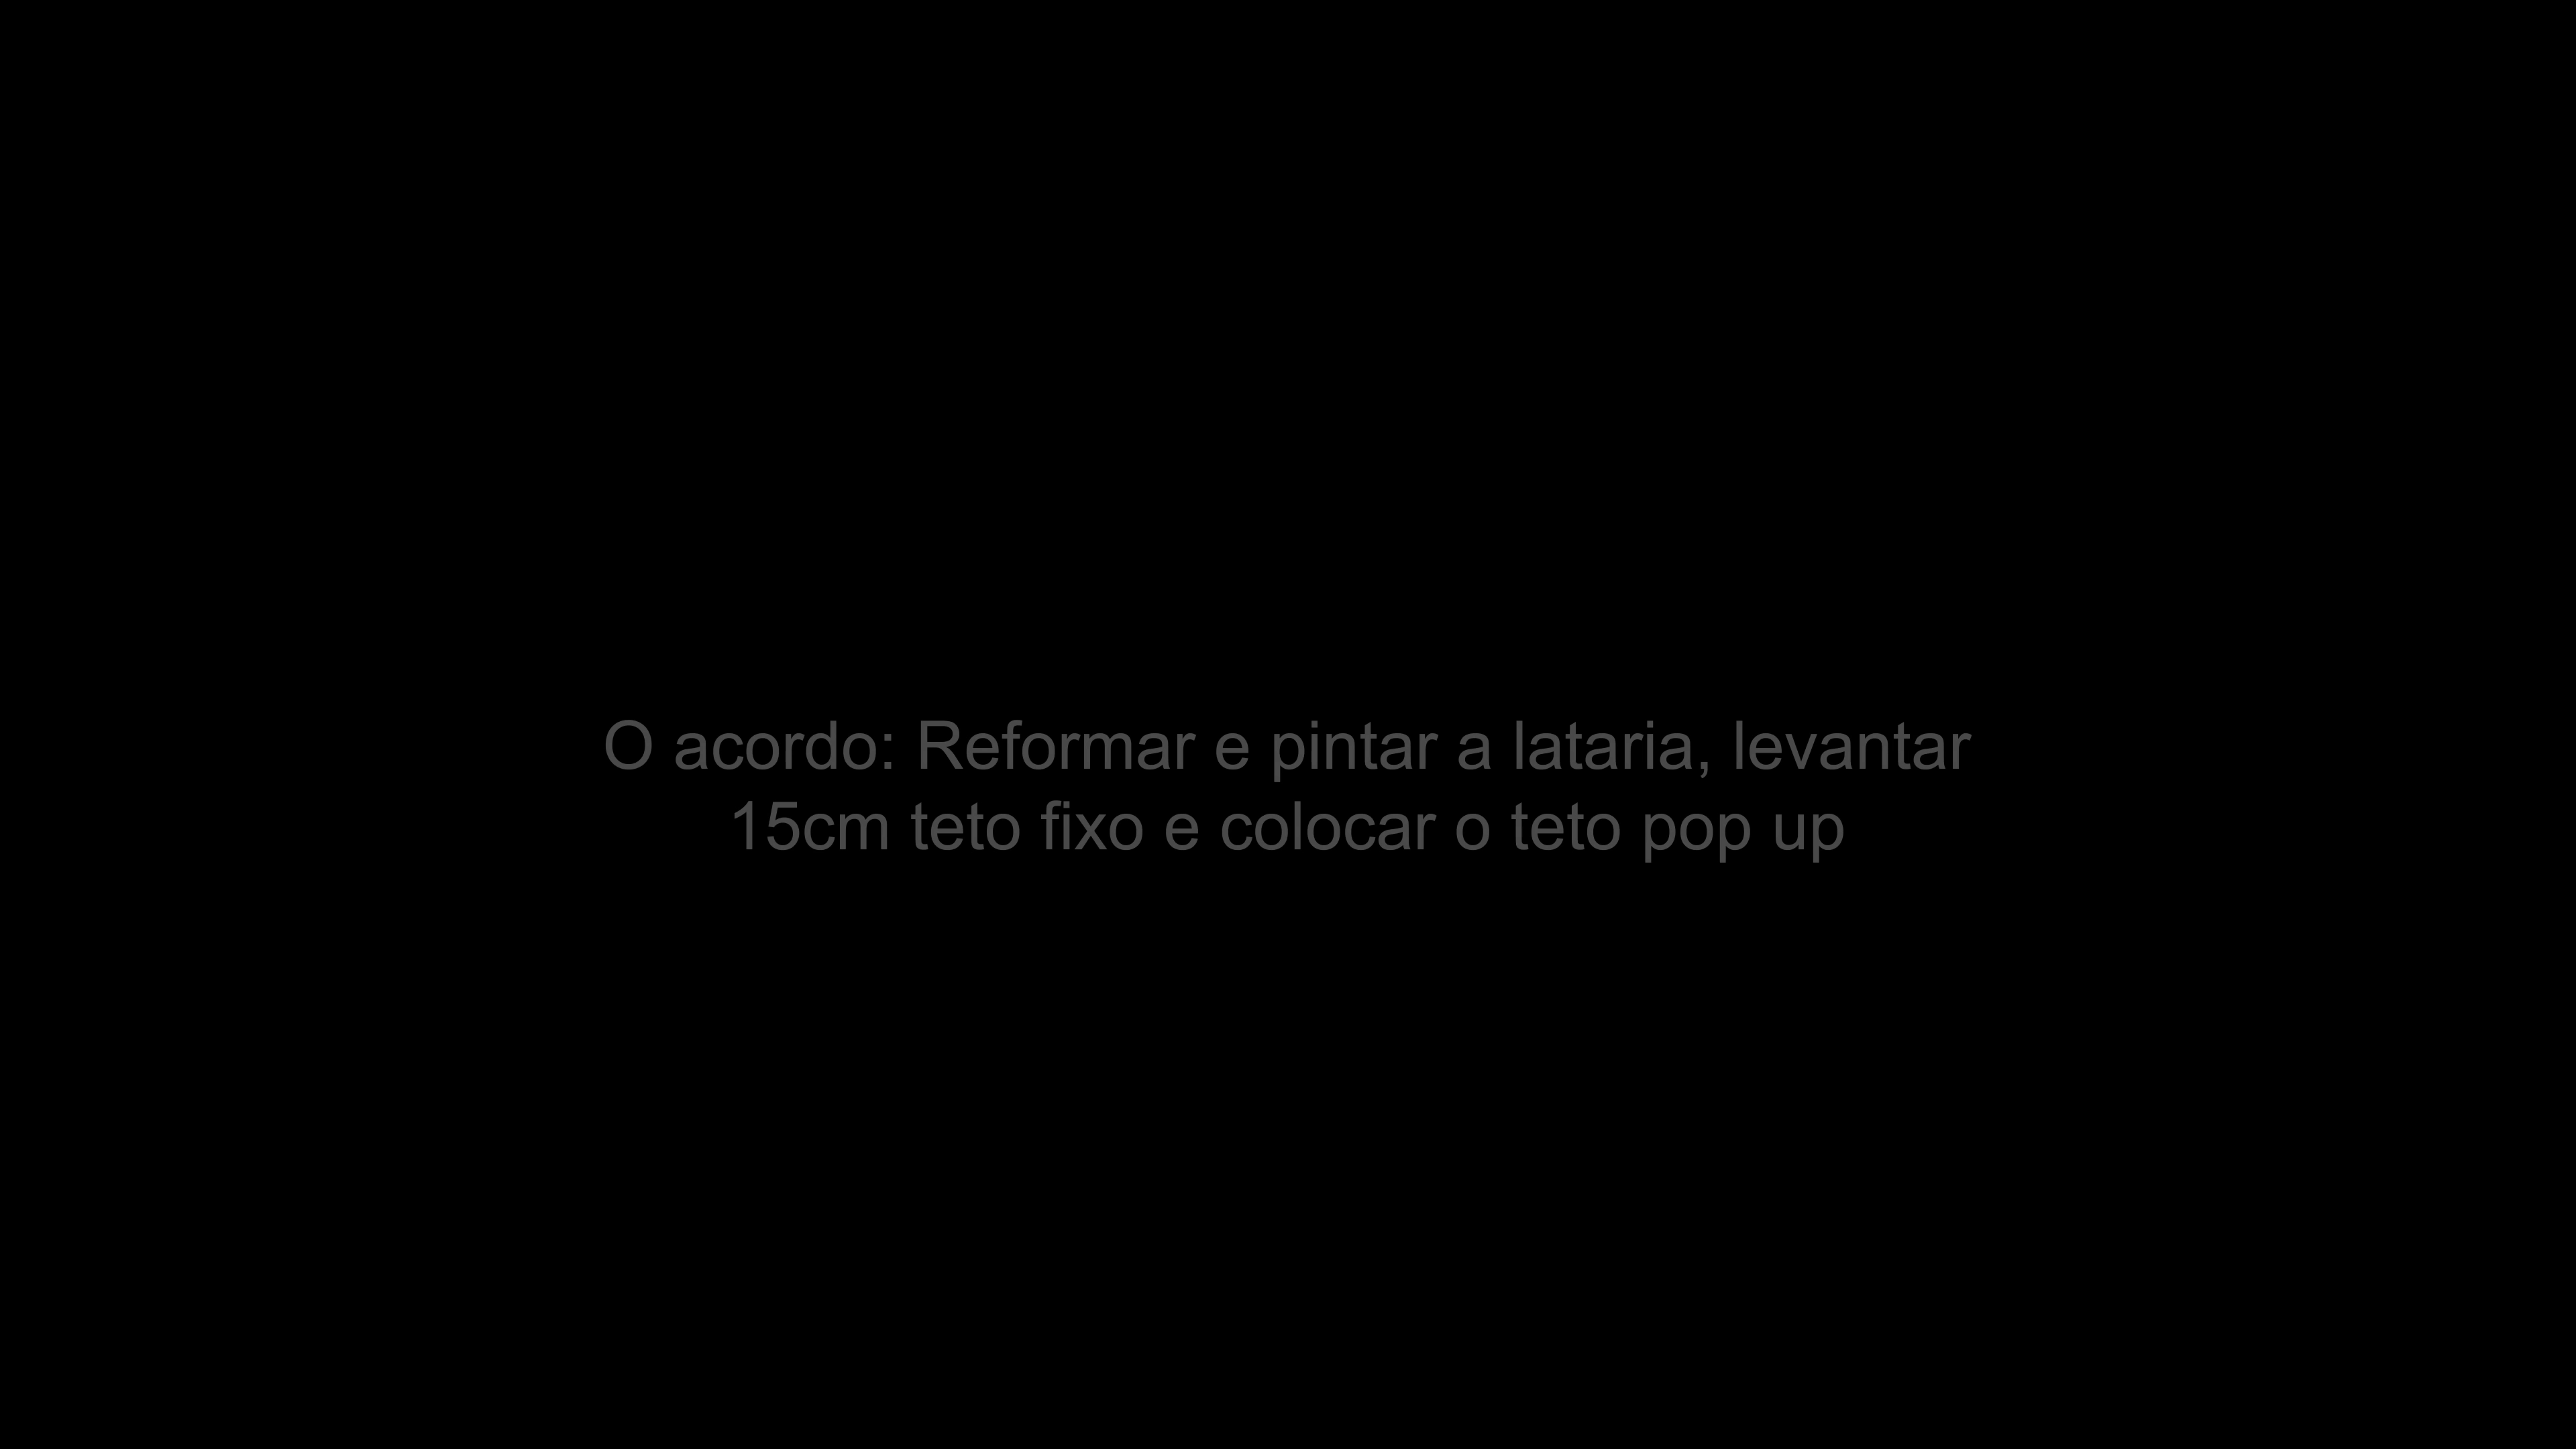 O acordo: Reformar e pintar a lataria, levantar
15cm teto fixo e colocar o teto pop up